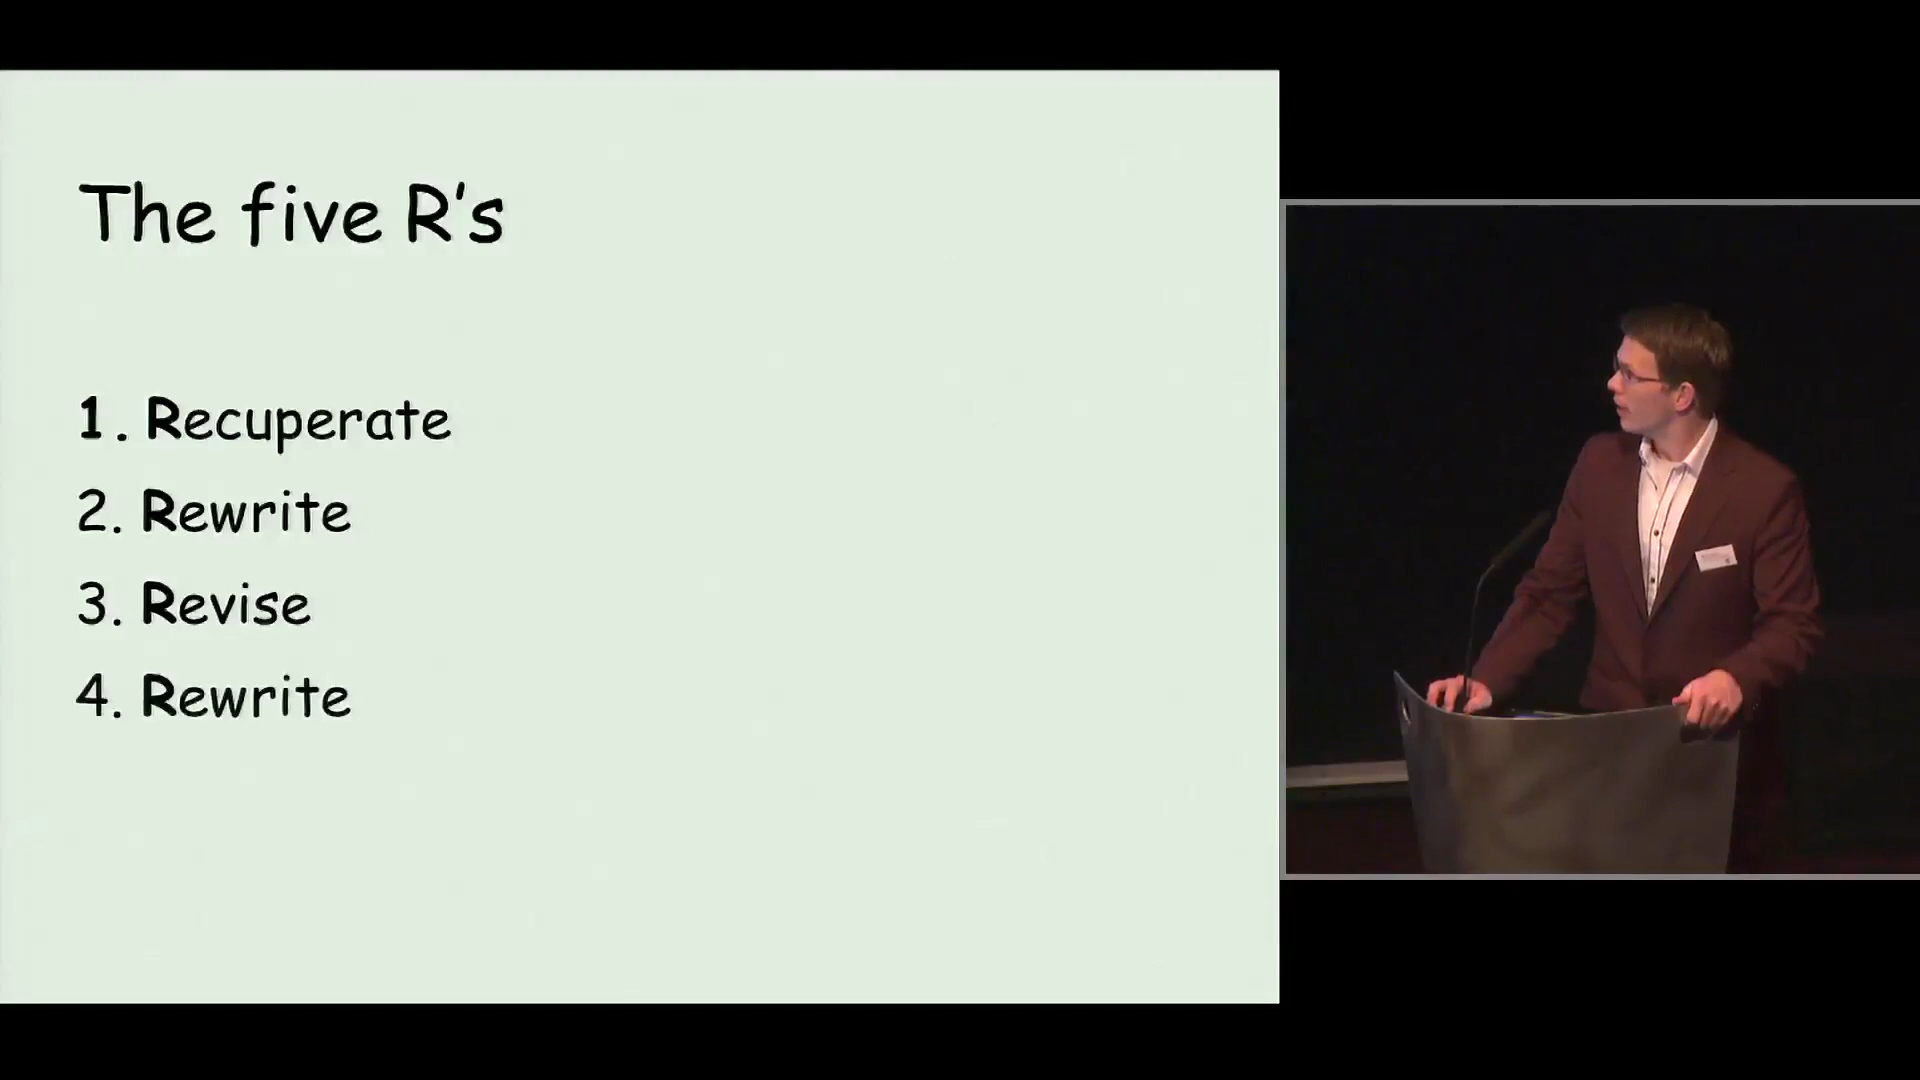 The five R's
1. Recuperate
2. Rewrite
3. Revise
4. Rewrite